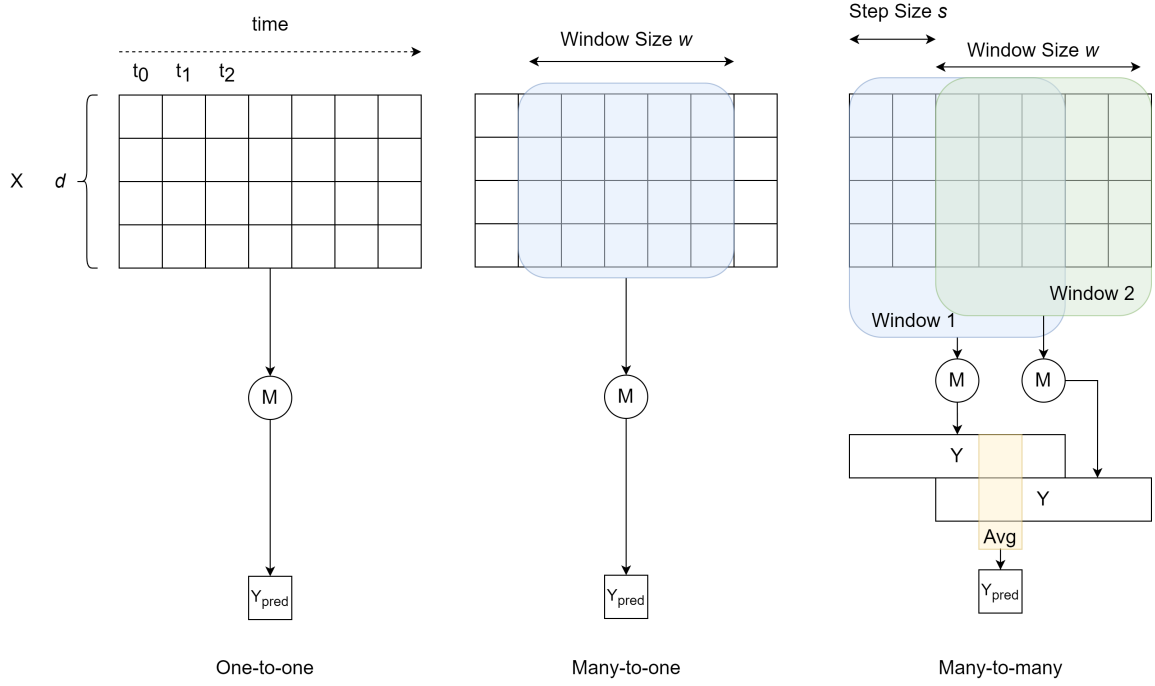 time
t0 t1 t2
X d
M
Ypred
One-to-one
Window Size w
M
Ypred
Many-to-one
Step Size s
Window Size w
Window 2
Window 1
M M
Y
Y
Avg
Ypred
Many-to-many